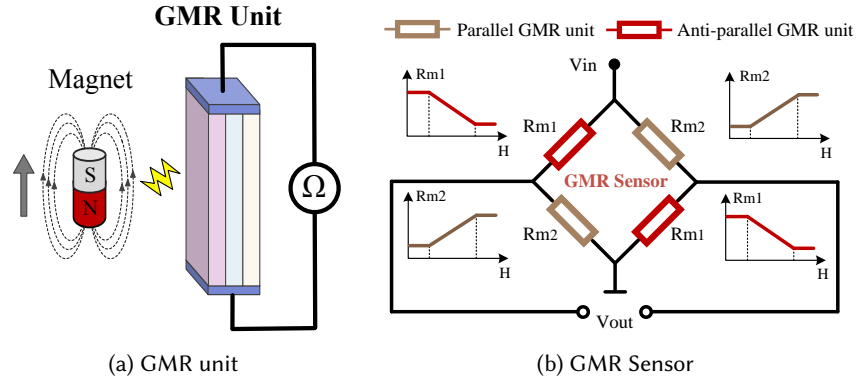 GMR Unit
Magnet
S
N
Ω
(a) GMR unit
Parallel GMR unit
Anti-parallel GMR unit
Vin
Rm1
H
Rm2
H
Rm1
Rm2
GMR Sensor
Rm2
H
Rm1
H
Rm2
Rm1
Vout
(b) GMR Sensor